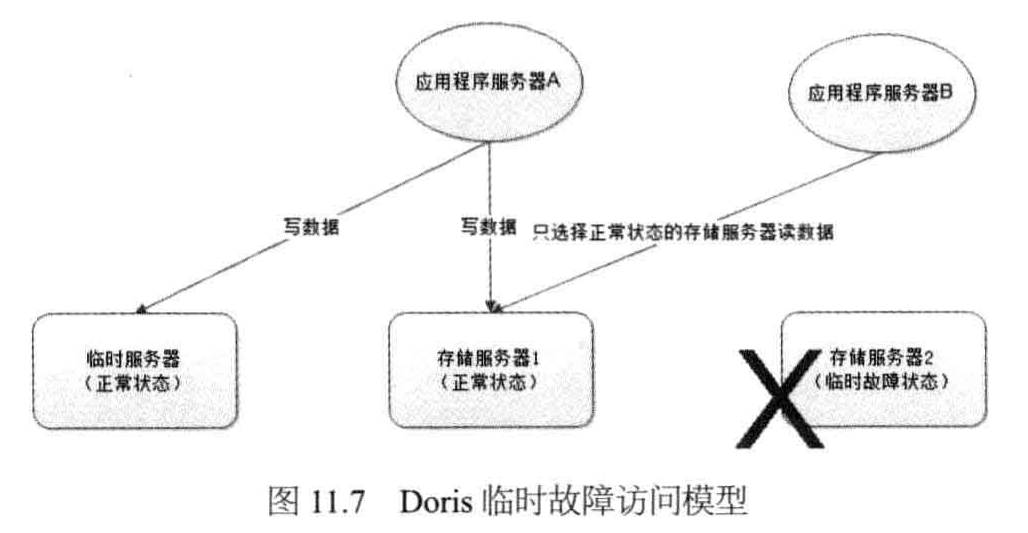 应用程序服务器A
应用程序服务器B
写数据
写数据
只选择正常状态的存储服务器读数据
临时服务器
（正常状态）
存储服务器1
（正常状态）
存储服务器2
（临时故障状态）
图 11.7 Doris 临时故障访问模型